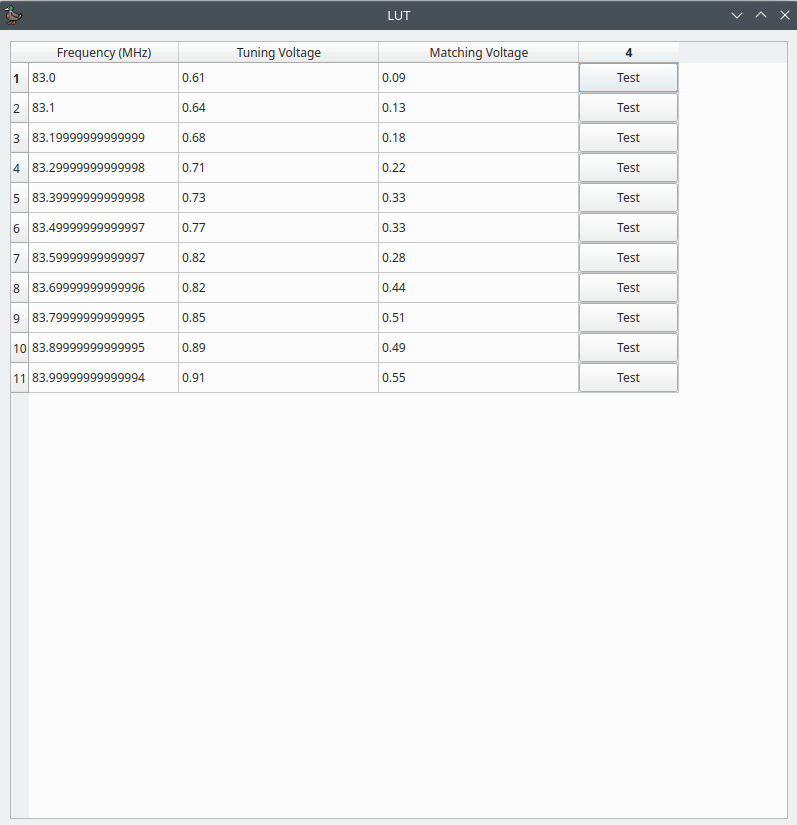 LUT
Frequency (MHz) Tuning Voltage Matching Voltage 4
1 83.0 0.61 0.09 Test
2 83.1 0.64 0.13 Test
3 83.19999999999999 0.68 0.18 Test
4 83.29999999999998 0.71 0.22 Test
5 83.39999999999998 0.73 0.33 Test
6 83.49999999999997 0.77 0.33 Test
7 83.59999999999997 0.82 0.28 Test
8 83.69999999999996 0.82 0.44 Test
9 83.79999999999995 0.85 0.51 Test
10 83.89999999999995 0.89 0.49 Test
11 83.99999999999994 0.91 0.55 Test